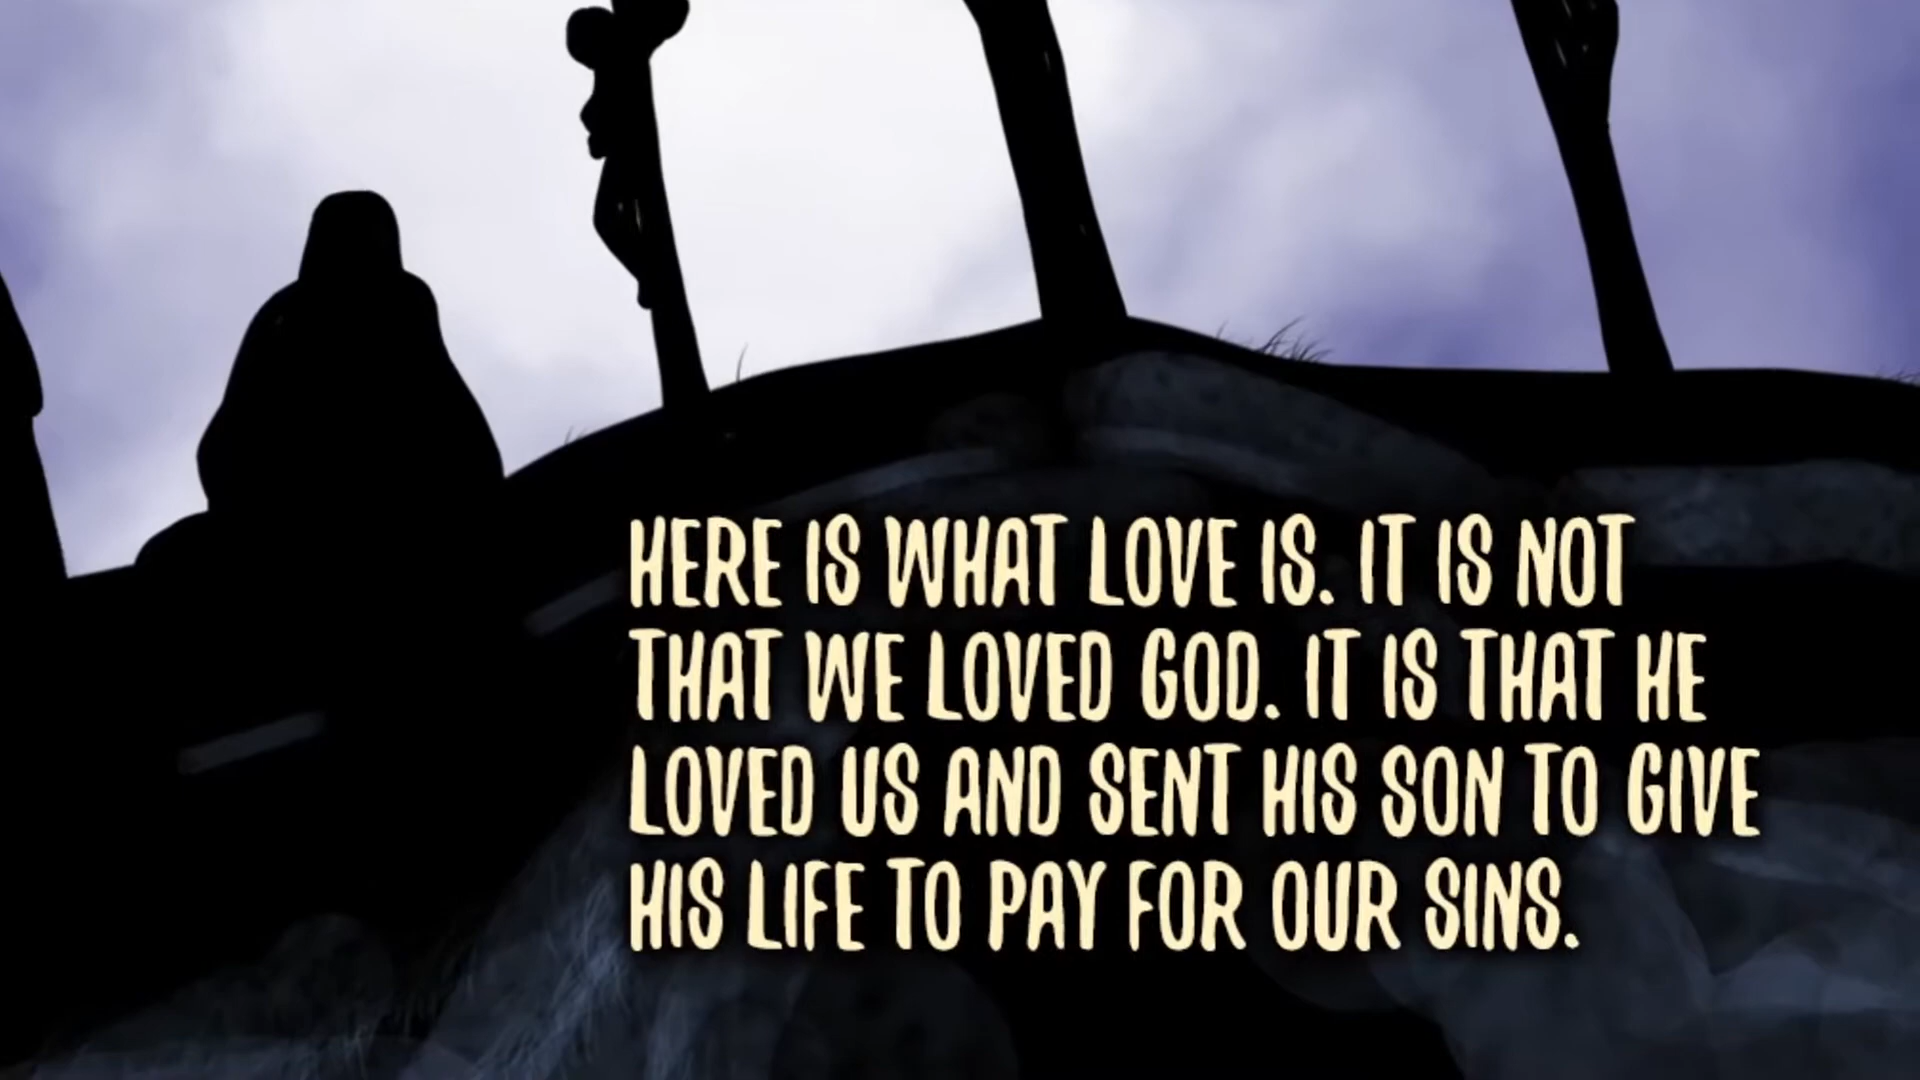 HERE IS WHAT LOVE IS. IT IS NOT
THAT WE LOVED GOD. IT IS THAT HE
LOVED US AND SENT HIS SON TO GIVE
HIS LIFE TO PAY FOR OUR SINS.